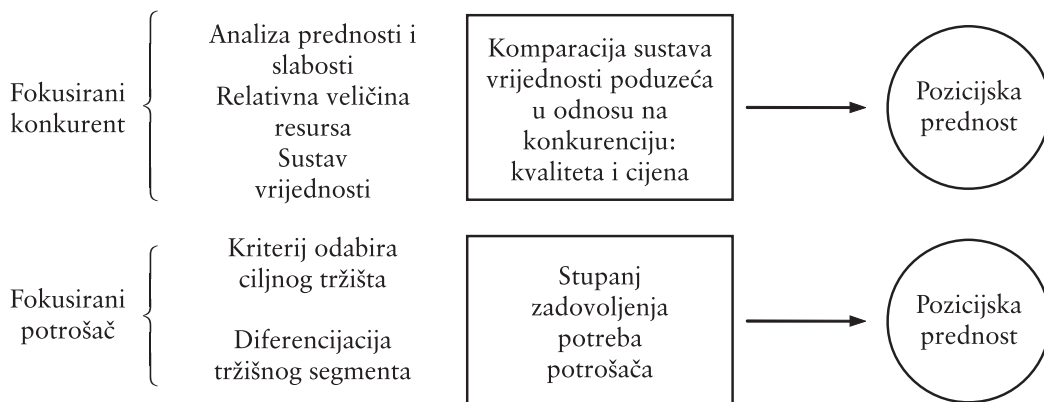 Fokusirani
konkurent
Analiza prednosti i
slabosti
Relativna veličina
resursa
Sustav
vrijednosti
Komparacija sustava
vrijednosti poduzeća
u odnosu na
konkurenciju:
kvaliteta i cijena
Pozicijska
prednost
Fokusirani
potrošač
Kriterij odabira
ciljnog tržišta
Diferencijacija
tržišnog segmenta
Stupanj
zadovoljenja
potreba
potrošača
Pozicijska
prednost